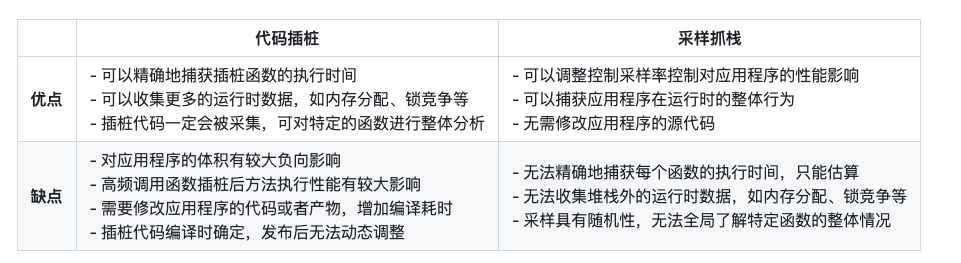 代码插桩
采样抓栈
优点
- 可以精确地捕获插桩函数的执行时间
- 可以收集更多的运行时数据，如内存分配、锁竞争等
- 插桩代码一定会被采集，可对特定的函数进行整体分析
- 可以调整控制采样率控制对应用程序的性能影响
- 可以捕获应用程序在运行时的整体行为
- 无需修改应用程序的源代码
缺点
- 对应用程序的体积有较大负向影响
- 高频调用函数插桩后方法执行性能有较大影响
- 需要修改应用程序的代码或者产物，增加编译耗时
- 插桩代码编译时确定，发布后无法动态调整
- 无法精确地捕获每个函数的执行时间，只能估算
- 无法收集堆栈外的运行时数据，如内存分配、锁竞争等
- 采样具有随机性，无法全局了解特定函数的整体情况